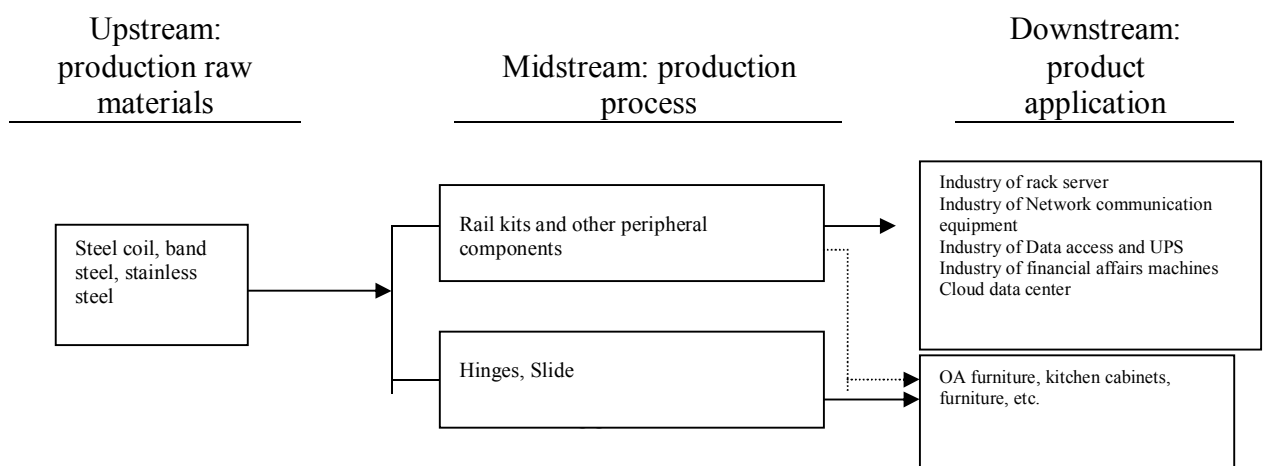 Upstream:
production raw
materials
Midstream: production
process
Downstream:
product
application
Steel coil, band
steel, stainless
steel
Rail kits and other peripheral
components
Hinges, Slide
Industry of rack server
Industry of Network communication
equipment
Industry of Data access and UPS
Industry of financial affairs machines
Cloud data center
OA furniture, kitchen cabinets,
furniture, etc.